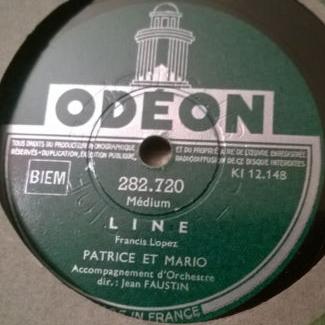 ODÉON
TOUS DROITS DU PRODUCTEUR PHONOGRAPHIQUE
ET DU PROPRIÉTAIRE DE L'ŒUVRE ENREGISTRÉE
RÉSERVÉS · DUPLICATION, EXÉCUTION PUBLIQUE,
RADIODIFFUSION DE CE DISQUE INTERDITES
BIEM
282.720
KI 12.148
Médium
LINE
Francis Lopez
PATRICE ET MARIO
Accompagnement d'Orchestre
dir.: Jean FAUSTIN
IN FRANCE